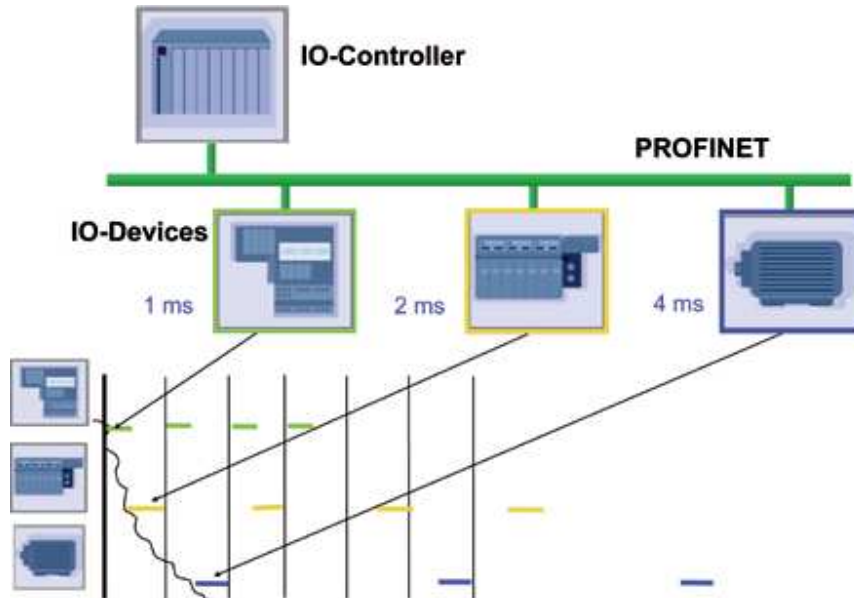 IO-Controller
PROFINET
IO-Devices
1 ms
2 ms
4 ms